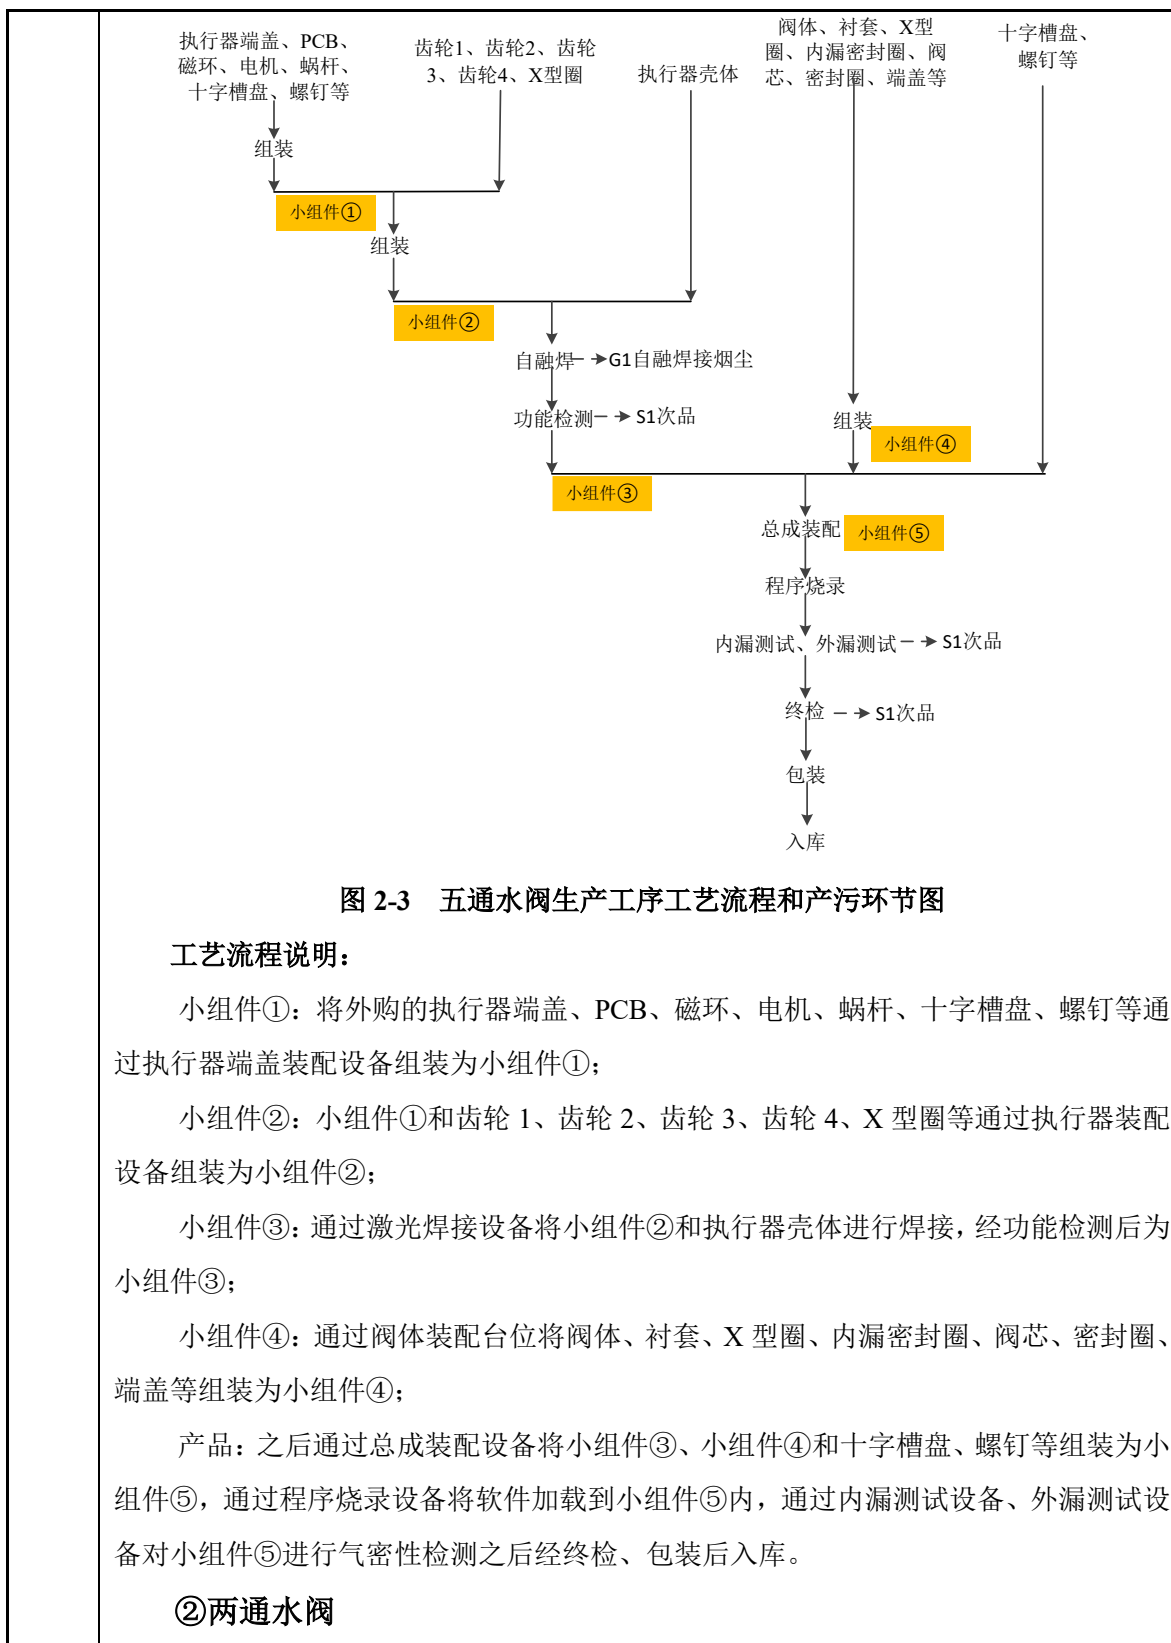 执行器端盖、PCB、
磁环、电机、蜗杆、
十字槽盘、螺钉等
齿轮1、齿轮2、齿轮
3、齿轮4、X型圈
执行器壳体
阀体、衬套、X型
圈、内漏密封圈、阀
芯、密封圈、端盖等
十字槽盘、
螺钉等
组装
小组件①
组装
小组件②
自融焊
G1自融焊接烟尘
功能检测
S1次品
组装
小组件④
小组件③
总成装配
小组件⑤
程序烧录
内漏测试、外漏测试
S1次品
终检
S1次品
包装
入库
图 2-3 五通水阀生产工序工艺流程和产污环节图
工艺流程说明：
小组件①：将外购的执行器端盖、PCB、磁环、电机、蜗杆、十字槽盘、螺钉等通
过执行器端盖装配设备组装为小组件①；
小组件②：小组件①和齿轮 1、齿轮 2、齿轮 3、齿轮 4、X 型圈等通过执行器装配
设备组装为小组件②；
小组件③：通过激光焊接设备将小组件②和执行器壳体进行焊接，经功能检测后为
小组件③；
小组件④：通过阀体装配台位将阀体、衬套、X 型圈、内漏密封圈、阀芯、密封圈、
端盖等组装为小组件④；
产品：之后通过总成装配设备将小组件③、小组件④和十字槽盘、螺钉等组装为小
组件⑤，通过程序烧录设备将软件加载到小组件⑤内，通过内漏测试设备、外漏测试设
备对小组件⑤进行气密性检测之后经终检、包装后入库。
②两通水阀